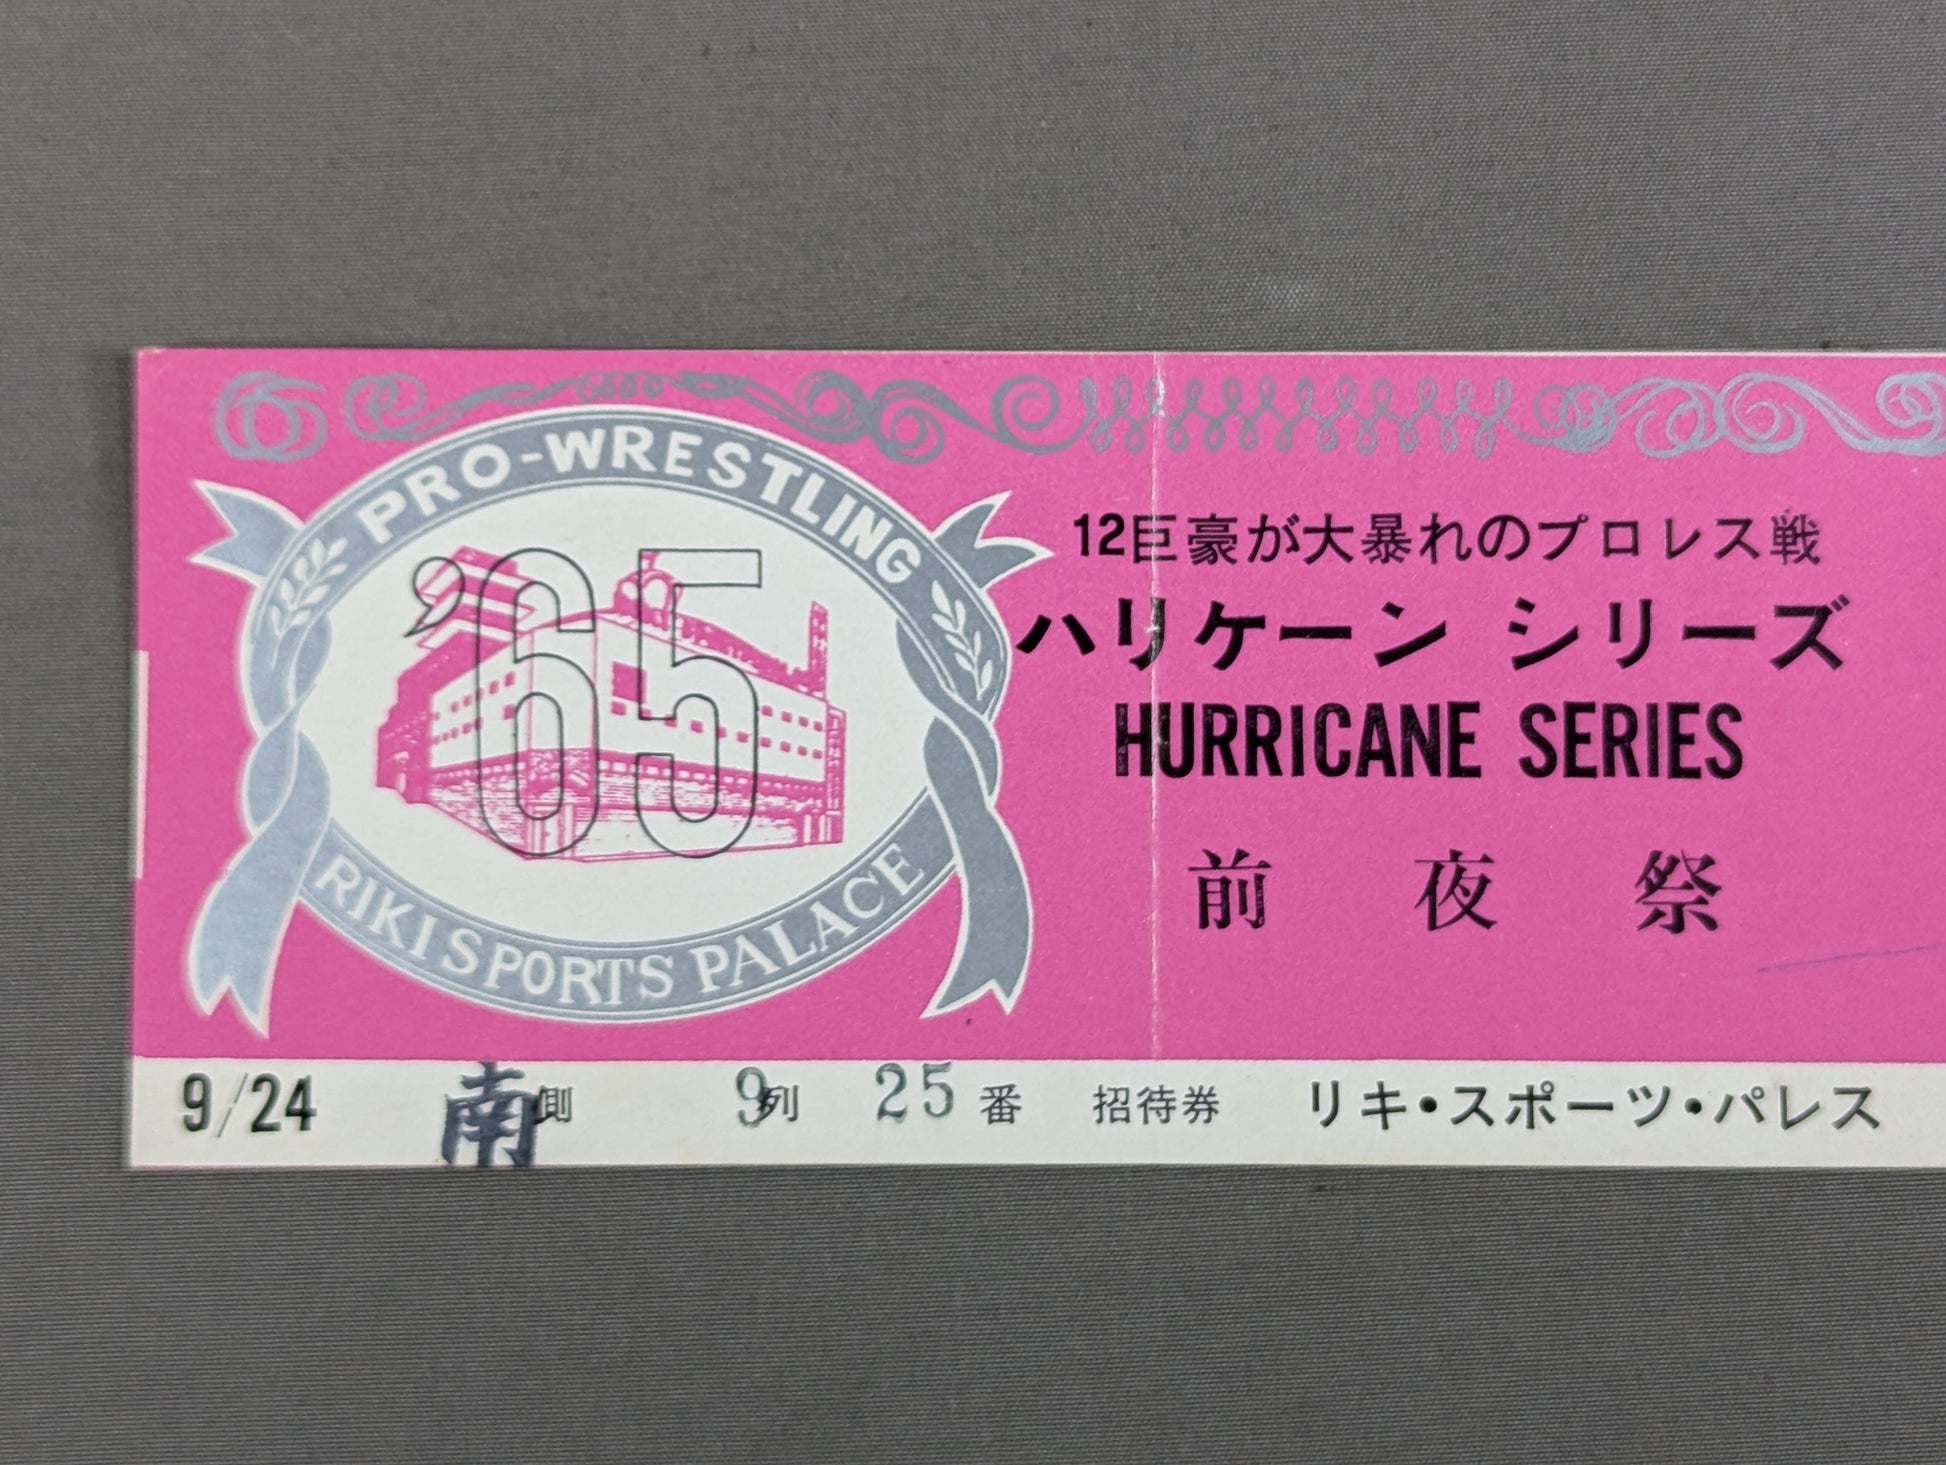 PRO-WRESTLING
'65
RIKI SPORTS PALACE
12巨豪が大暴れのプロレス戦
ハリケーン シリーズ
HURRICANE SERIES
前夜祭
9/24 南側 9列 25番 招待券 リキ・スポーツ・パレス